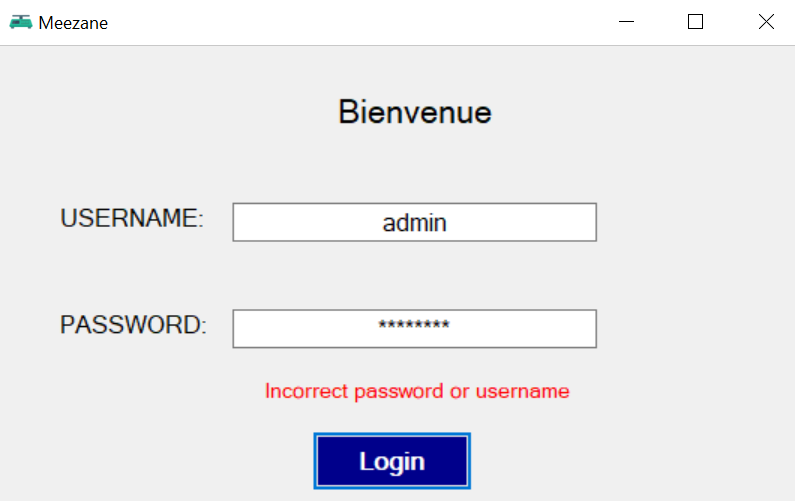 Meezane
Bienvenue
USERNAME: admin
PASSWORD: ********
Incorrect password or username
Login